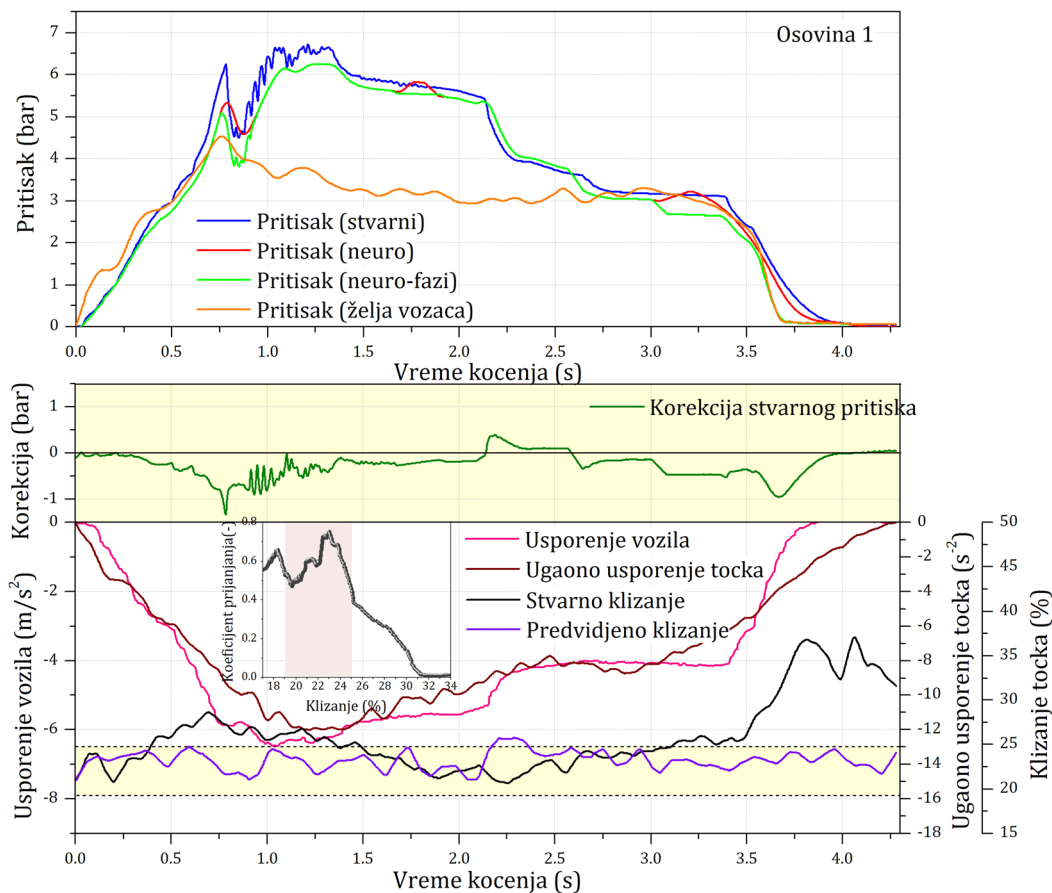 Osovina 1
Pritisak (bar)
7
6
5
4
3
2
1
0
Pritisak (stvarni)
Pritisak (neuro)
Pritisak (neuro-fazi)
Pritisak (želja vozaca)
0.0 0.5 1.0 1.5 2.0 2.5 3.0 3.5 4.0
Vreme kocenja (s)
Korekcija (bar)
1
0
-1
Korekcija stvarnog pritiska
Usporenje vozila (m/s²)
0
-2
-4
-6
-8
Koeficijent prijanjanja(-)
0.8
0.6
0.4
0.2
0.0
18 20 22 24 26 28 30 32 34
Klizanje (%)
Usporenje vozila
Ugaono usporenje tocka
Stvarno klizanje
Predvidjeno klizanje
0
-2
-4
-6
-8
-10
-12
-14
-16
-18
Ugaono usporenje tocka (s⁻²)
50
45
40
35
30
25
20
15
Klizanje tocka (%)
0.0 0.5 1.0 1.5 2.0 2.5 3.0 3.5 4.0
Vreme kocenja (s)